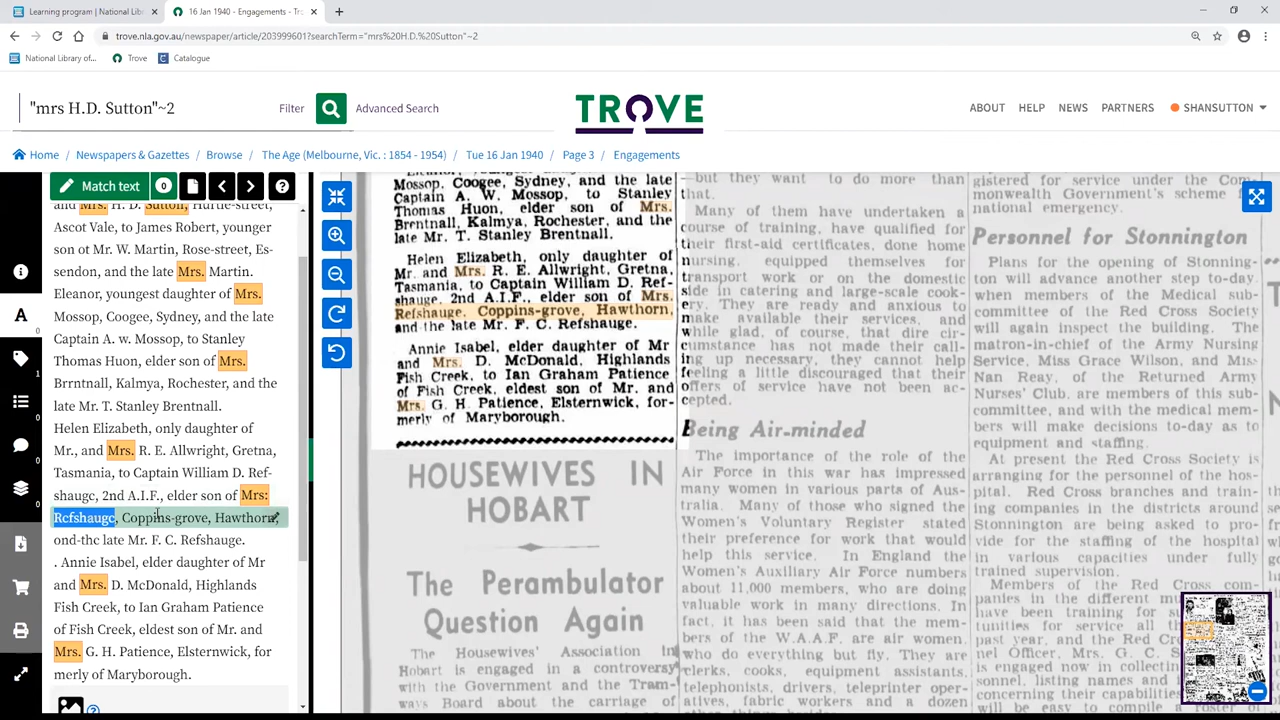 Learning program | National Lib
16 Jan 1940 - Engagements - Tr
trove.nla.gov.au/newspaper/article/203999601?searchTerm="mrs%20H.D.%20Sutton"~2
National Library of...
Trove
Catalogue
"mrs H.D. Sutton"~2
Filter
Advanced Search
TROVE
ABOUT
HELP
NEWS
PARTNERS
SHANSUTTON
Home / Newspapers & Gazettes / Browse / The Age (Melbourne, Vic. : 1854 - 1954) / Tue 16 Jan 1940 / Page 3 / Engagements
Match text
0
and Mrs. H. D. Sutton, Hurtle-street,
Ascot Vale, to James Robert, younger
son ot Mr. W. Martin, Rose-street, Es-
sendon, and the late Mrs. Martin.
Eleanor, youngest daughter of Mrs.
Mossop, Coogee, Sydney, and the late
Captain A. w. Mossop, to Stanley
Thomas Huon, elder son of Mrs.
Brrntnall, Kalmya, Rochester, and the
late Mr. T. Stanley Brentnall.
Helen Elizabeth, only daughter of
Mr., and Mrs. R. E. Allwright, Gretna,
Tasmania, to Captain William D. Ref-
shaugc, 2nd A.I.F., elder son of Mrs:
Rcfshaugc, Coppins-grove, Hawthorn,
ond-thc late Mr. F. C. Refshauge.
. Annie Isabel, elder daughter of Mr
and Mrs. D. McDonald, Highlands
Fish Creek, to Ian Graham Patience
of Fish Creek, eldest son of Mr. and
Mrs. G. H. Patience, Elsternwick, for
merly of Maryborough.
A
0
1
0
0
0
Mossop, Coogee, Sydney, and the late
Captain A. W. Mossop, to Stanley
Thomas Huon, elder son of Mrs.
Brentnall, Kalmya, Rochester, and the
late Mr. T. Stanley Brentnall.
Helen Elizabeth, only daughter of
Mr. and Mrs. R. E. Allwright, Gretna,
Tasmania, to Captain William D. Ref-
shauge, 2nd A.I.F., elder son of Mrs.
Refshauge, Coppins-grove, Hawthorn,
and the late Mr. F. C. Refshauge.
Annie Isabel, elder daughter of Mr
and Mrs. D. McDonald, Highlands
Fish Creek, to Ian Graham Patience
of Fish Creek, eldest son of Mr. and
Mrs. G. H. Patience, Elsternwick, for-
merly of Maryborough.
HOUSEWIVES IN
HOBART
The Perambulator
Question Again
The Housewives' Association in
Hobart is engaged in a controversy
with the Government and the Tram-
ways Board about the carriage of
—but they want to do more than
that.
Many of them have undertaken a
course of training, have qualified for
their first-aid certificates, done home
nursing, equipped themselves for
transport work or on the domestic
side in catering and large-scale cook-
ery. They are ready and anxious to
make available their services, and
while glad, of course, that dire cir-
cumstance has not made their call-
ing up necessary, they cannot help
feeling a little discouraged that their
offers of service have not been ac-
cepted.
Being Air-minded
The importance of the role of the
Air Force in this war has impressed
many women in various parts of Aus-
tralia. Many of those who signed the
Women's Voluntary Register stated
their preference for work that would
help this service. In England the
Women's Auxiliary Air Force numbers
about 11,000 members, who are doing
valuable work in many directions. In
fact, it has been said that the mem-
bers of the W.A.A.F. are air women
who do everything but fly. They are
clerks, cooks, equipment assistants,
telephonists, drivers, teleprinter oper-
atives, fabric workers and a dozen
gistered for service under the Com-
monwealth Government's scheme for
national emergency.
Personnel for Stonnington
Plans for the opening of Stonning-
ton will advance another step to-day
when members of the Medical sub-
committee of the Red Cross Society
will again inspect the building. The
matron-in-chief of the Army Nursing
Service, Miss Grace Wilson, and Miss
Nan Reay, of the Returned Army
Nurses' Club, are members of this sub-
committee, and with the medical mem-
bers will make decisions to-day as to
equipment and staffing.
At present the Red Cross Society is
arranging for the personnel of the hos-
pital. Red Cross branches and train-
ing companies in the districts around
Stonnington are being asked to pro-
vide for the staffing of the hospital
in various capacities under fully
trained supervision.
Members of the Red Cross com-
panies in the different
have been training for
tunities for service all
past year, and the Red
nel Officer, Mrs. G. C.
is engaged now in
sonnel, listing names and
concerning their
will be easy to compile a roster of